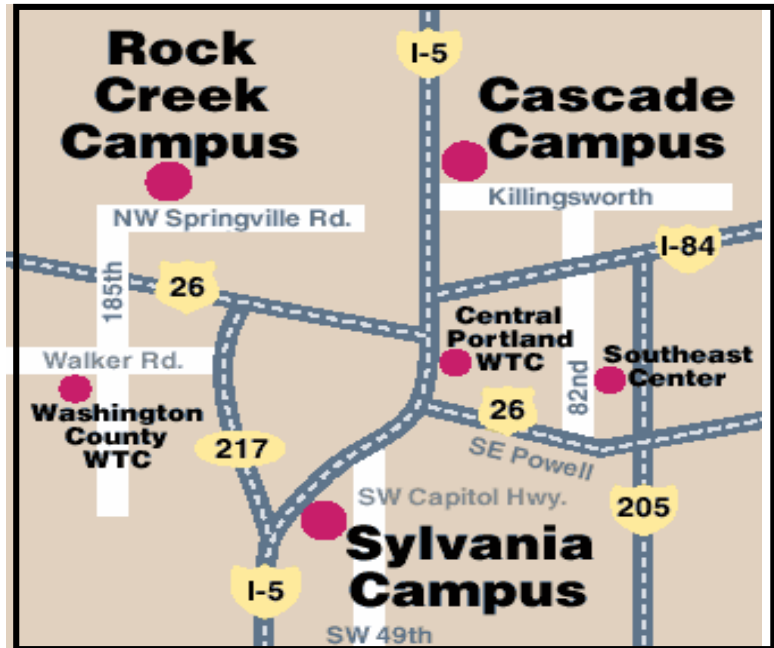 Rock
Creek
Campus
I-5
Cascade
Campus
Killingsworth
NW Springville Rd.
I-84
185th
26
Central
Portland
WTC
Walker Rd.
82nd
Southeast
Center
Washington
County
WTC
26
217
SE Powell
SW Capitol Hwy.
205
Sylvania
Campus
I-5
SW 49th